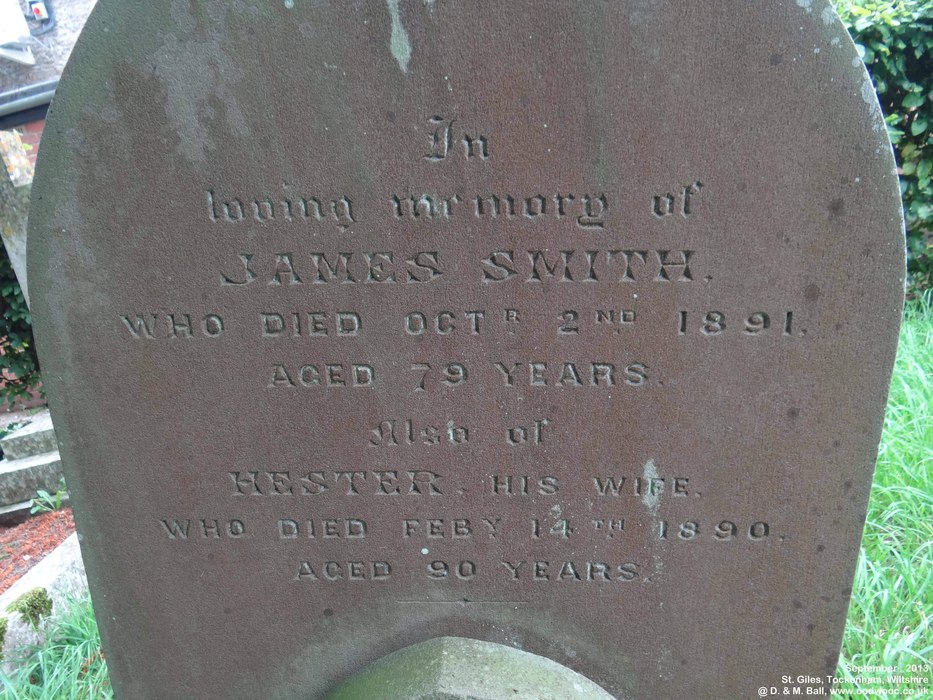 In
loving memory of
JAMES SMITH.
WHO DIED OCTR 2ND 1891.
AGED 79 YEARS.
Also of
HESTER. HIS WIFE.
WHO DIED FEBY 14TH 1890.
AGED 90 YEARS.
September, 2013
St. Giles, Tockenham, Wiltshire
@ D. & M. Ball, www.oodwooc.co.uk